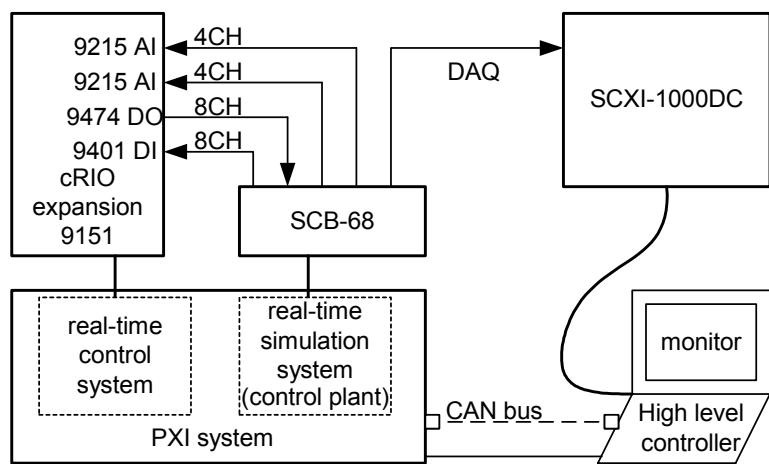 9215 AI
4CH
9215 AI
4CH
9474 DO
8CH
9401 DI
8CH
cRIO
expansion
9151
SCB-68
DAQ
SCXI-1000DC
real-time
control
system
real-time
simulation
system
(control plant)
PXI system
CAN bus
monitor
High level
controller